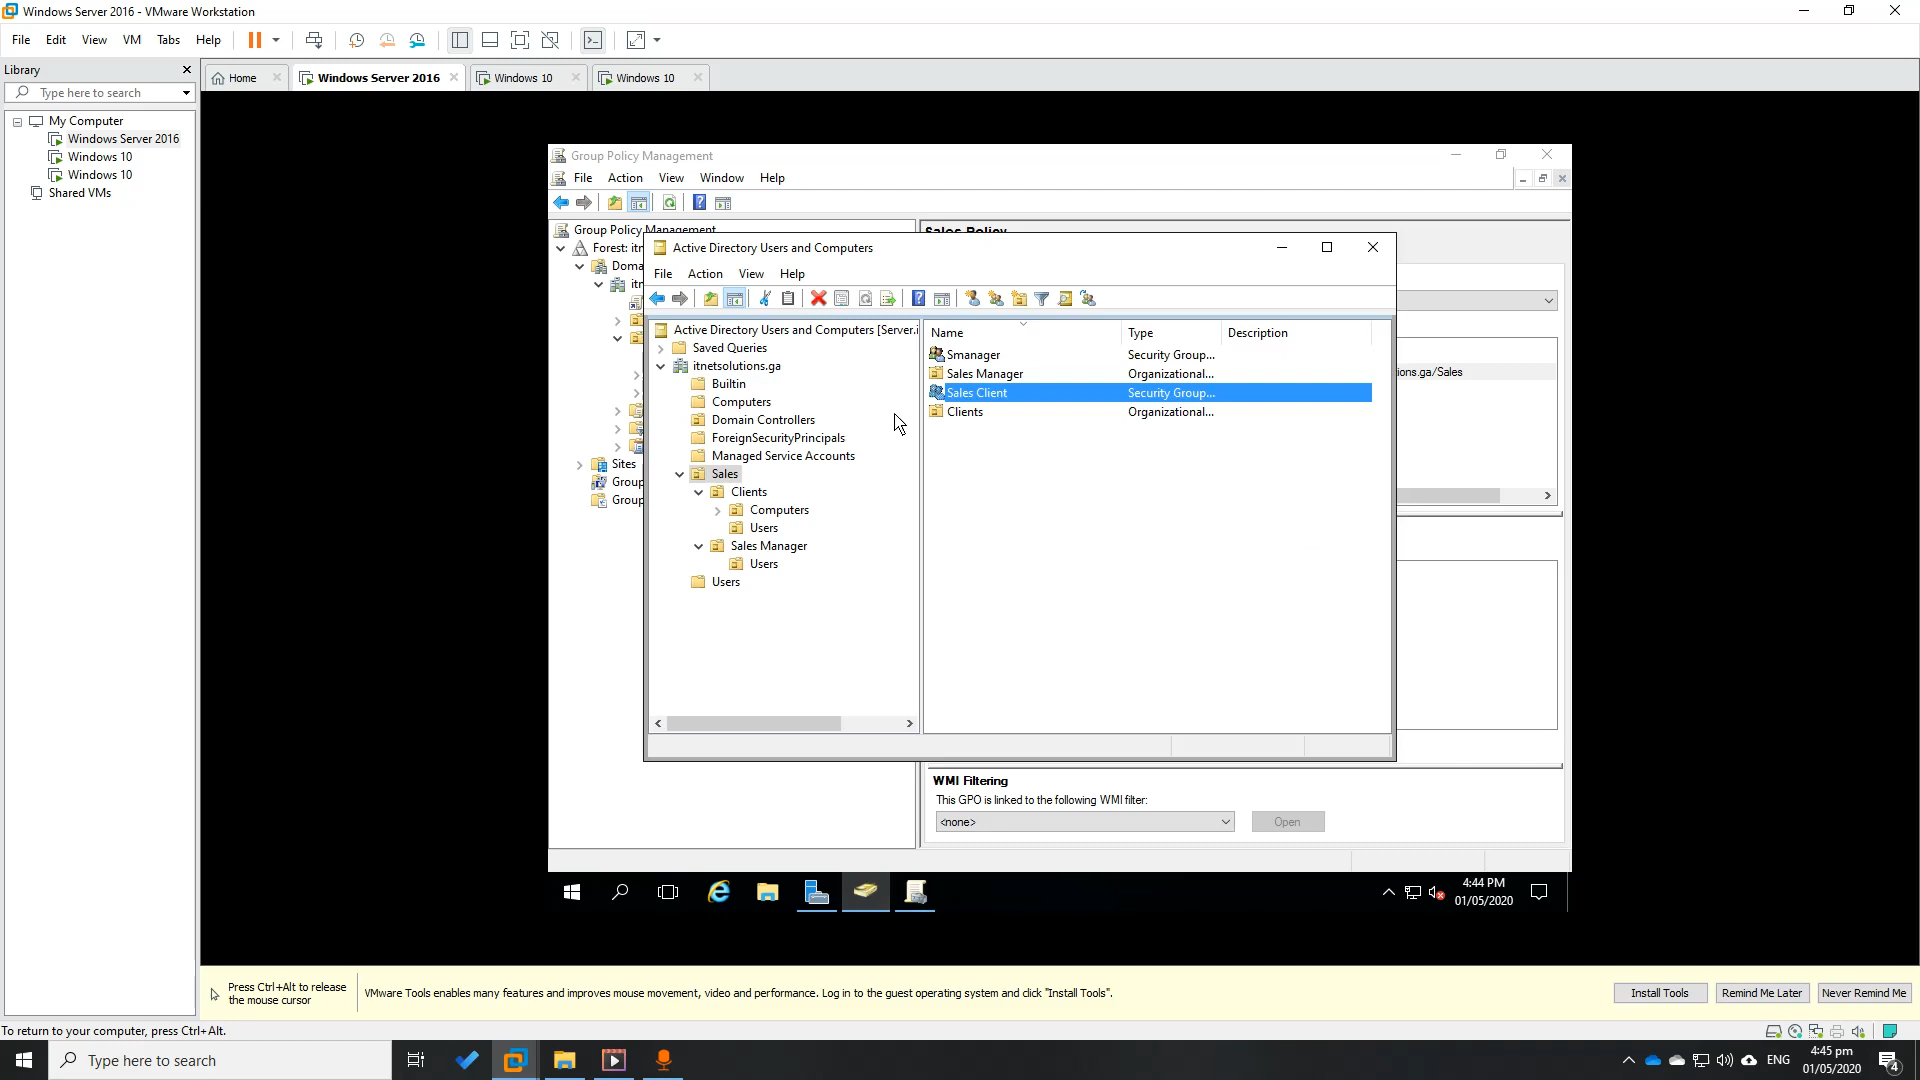 Windows Server 2016 - VMware Workstation
File Edit View VM Tabs Help
Library
Type here to search
My Computer
Windows Server 2016
Windows 10
Windows 10
Shared VMs
Home
Windows Server 2016
Windows 10
Windows 10
Group Policy Management
File Action View Window Help
Group Policy Management
Forest: itn
Doma
itn
Sites
Group
Group
Sales Policy
ions.ga/Sales
Active Directory Users and Computers
File Action View Help
Active Directory Users and Computers [Server.i
Saved Queries
itnetsolutions.ga
Builtin
Computers
Domain Controllers
ForeignSecurityPrincipals
Managed Service Accounts
Sales
Clients
Computers
Users
Sales Manager
Users
Users
Name Type Description
Smanager Security Group...
Sales Manager Organizational...
Sales Client Security Group...
Clients Organizational...
WMI Filtering
This GPO is linked to the following WMI filter:
<none>
Open
4:44 PM
01/05/2020
Press Ctrl+Alt to release
the mouse cursor
VMware Tools enables many features and improves mouse movement, video and performance. Log in to the guest operating system and click "Install Tools".
Install Tools
Remind Me Later
Never Remind Me
To return to your computer, press Ctrl+Alt.
Type here to search
ENG
4:45 pm
01/05/2020
4